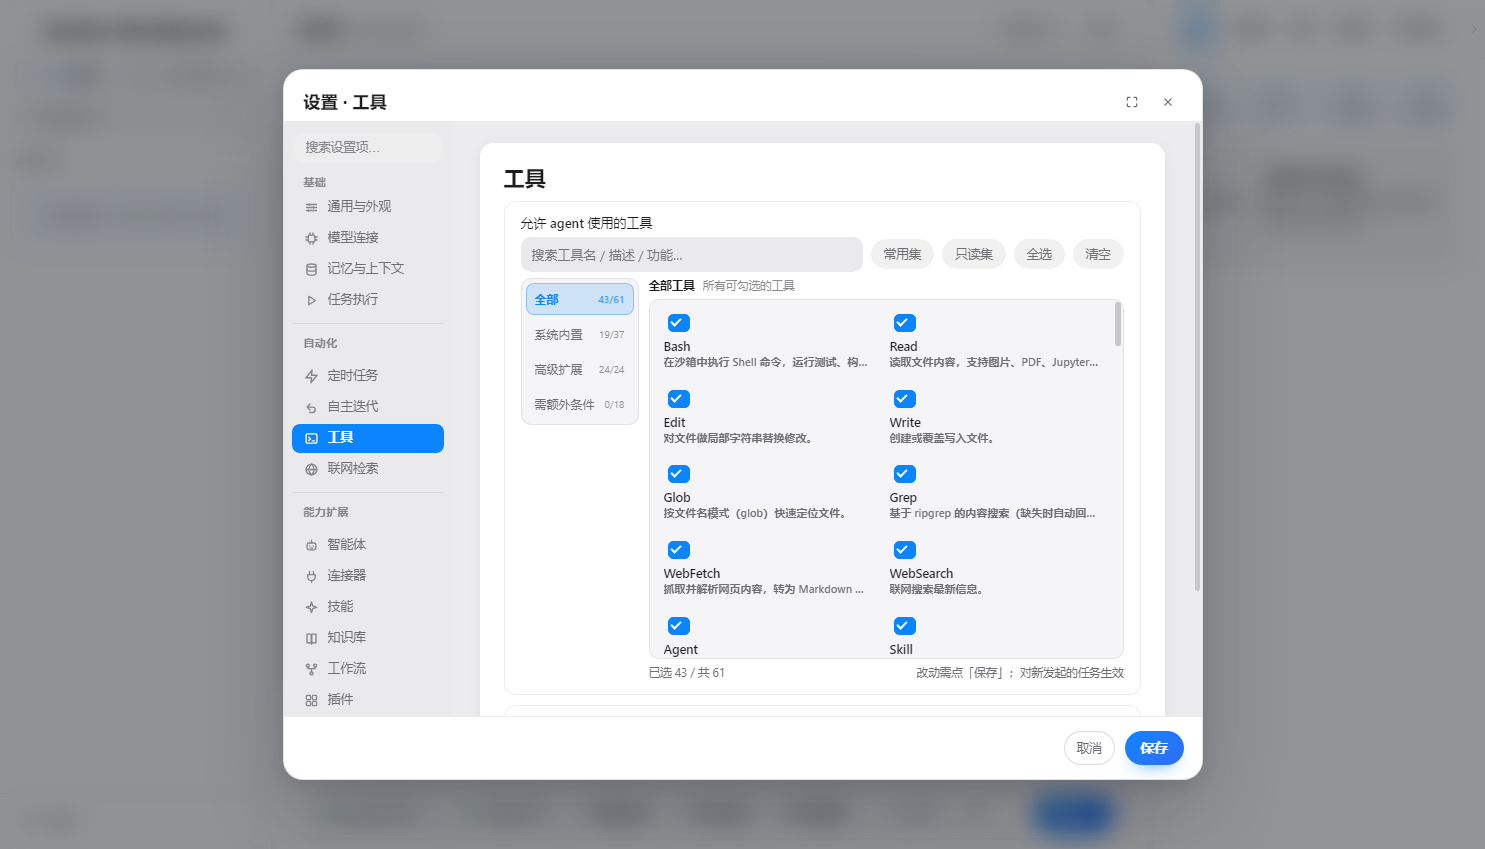 设置 · 工具
搜索设置项...
基础
通用与外观
模型连接
记忆与上下文
任务执行
自动化
定时任务
自主迭代
工具
联网检索
能力扩展
智能体
连接器
技能
知识库
工作流
插件
工具
允许 agent 使用的工具
搜索工具名 / 描述 / 功能...
常用集
只读集
全选
清空
全部 43/61
系统内置 19/37
高级扩展 24/24
需额外条件 0/18
全部工具 所有可勾选的工具
Bash
在沙箱中执行 Shell 命令，运行测试、构...
Read
读取文件内容，支持图片、PDF、Jupyter...
Edit
对文件做局部字符串替换修改。
Write
创建或覆盖写入文件。
Glob
按文件名模式（glob）快速定位文件。
Grep
基于 ripgrep 的内容搜索（缺失时自动回...
WebFetch
抓取并解析网页内容，转为 Markdown ...
WebSearch
联网搜索最新信息。
Agent
Skill
已选 43 / 共 61
改动需点「保存」；对新发起的任务生效
取消
保存